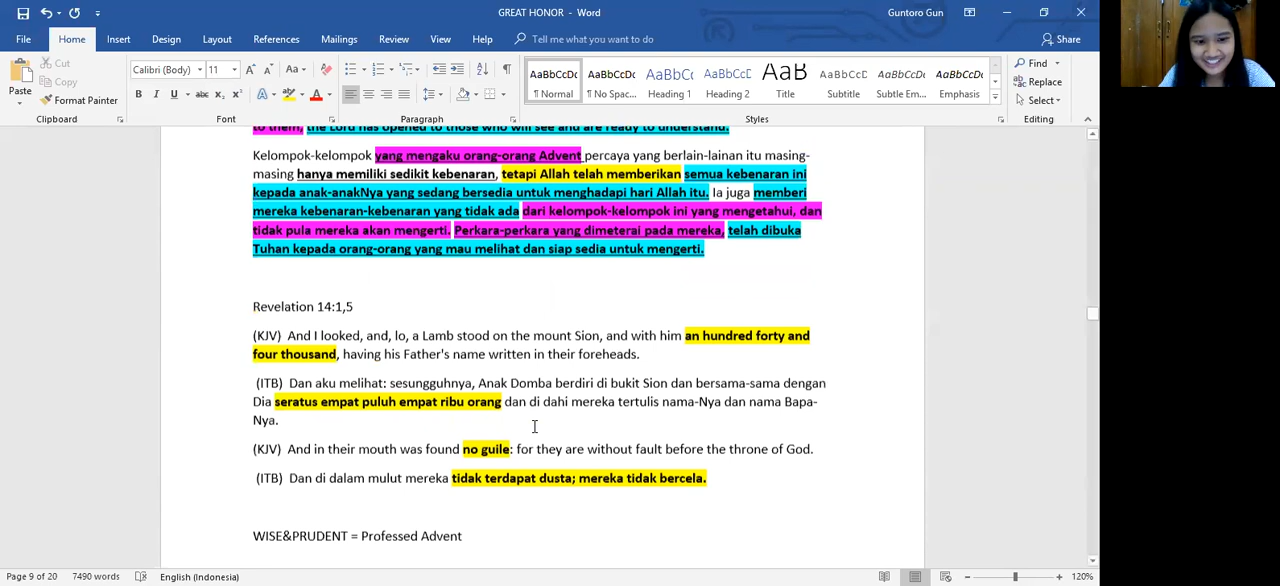 GREAT HONOR - Word
Guntoro Gun
File Home Insert Design Layout References Mailings Review View Help Tell me what you want to do Share
Paste
Cut
Copy
Format Painter
Clipboard
Calibri (Body) 11
Font
Paragraph
AaBbCcDc AaBbCcDc AaBbCcD AaBbCcD AaB AaBbCcD AaBbCcDc AaBbCcDc
¶ Normal ¶ No Spac... Heading 1 Heading 2 Title Subtitle Subtle Em... Emphasis
Styles
Find
Replace
Select
Editing
to them, the Lord has opened to those who will see and are ready to understand.
Kelompok-kelompok yang mengaku orang-orang Advent percaya yang berlain-lainan itu masing-
masing hanya memiliki sedikit kebenaran, tetapi Allah telah memberikan semua kebenaran ini
kepada anak-anakNya yang sedang bersedia untuk menghadapi hari Allah itu. Ia juga memberi
mereka kebenaran-kebenaran yang tidak ada dari kelompok-kelompok ini yang mengetahui, dan
tidak pula mereka akan mengerti. Perkara-perkara yang dimeterai pada mereka, telah dibuka
Tuhan kepada orang-orang yang mau melihat dan siap sedia untuk mengerti.
Revelation 14:1,5
(KJV) And I looked, and, lo, a Lamb stood on the mount Sion, and with him an hundred forty and
four thousand, having his Father's name written in their foreheads.
(ITB) Dan aku melihat: sesungguhnya, Anak Domba berdiri di bukit Sion dan bersama-sama dengan
Dia seratus empat puluh empat ribu orang dan di dahi mereka tertulis nama-Nya dan nama Bapa-
Nya.
(KJV) And in their mouth was found no guile: for they are without fault before the throne of God.
(ITB) Dan di dalam mulut mereka tidak terdapat dusta; mereka tidak bercela.
WISE&PRUDENT = Professed Advent
Page 9 of 20 7490 words English (Indonesia) 120%